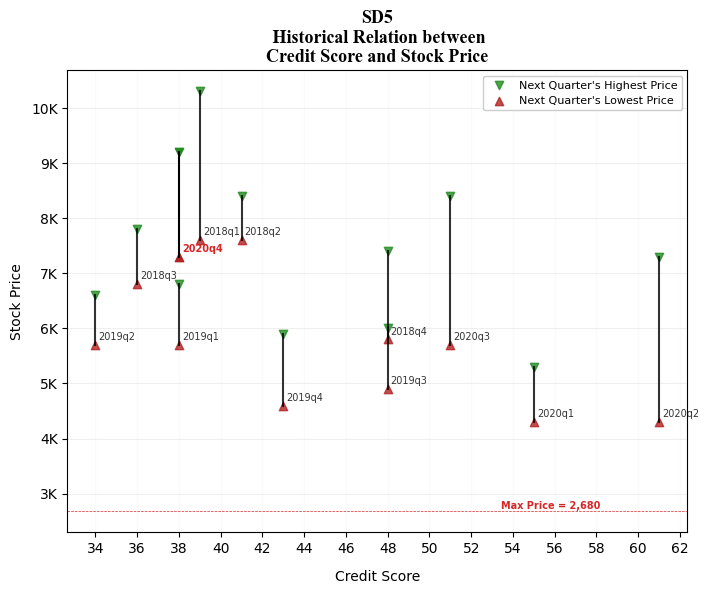 SD5
Historical Relation between
Credit Score and Stock Price
Next Quarter's Highest Price
Next Quarter's Lowest Price
10K
9K
8K
7K
6K
5K
4K
3K
Stock Price
2018q1
2018q2
2020q4
2018q3
2019q2
2019q1
2018q4
2020q3
2019q3
2019q4
2020q1
2020q2
Max Price = 2,680
34 36 38 40 42 44 46 48 50 52 54 56 58 60 62
Credit Score